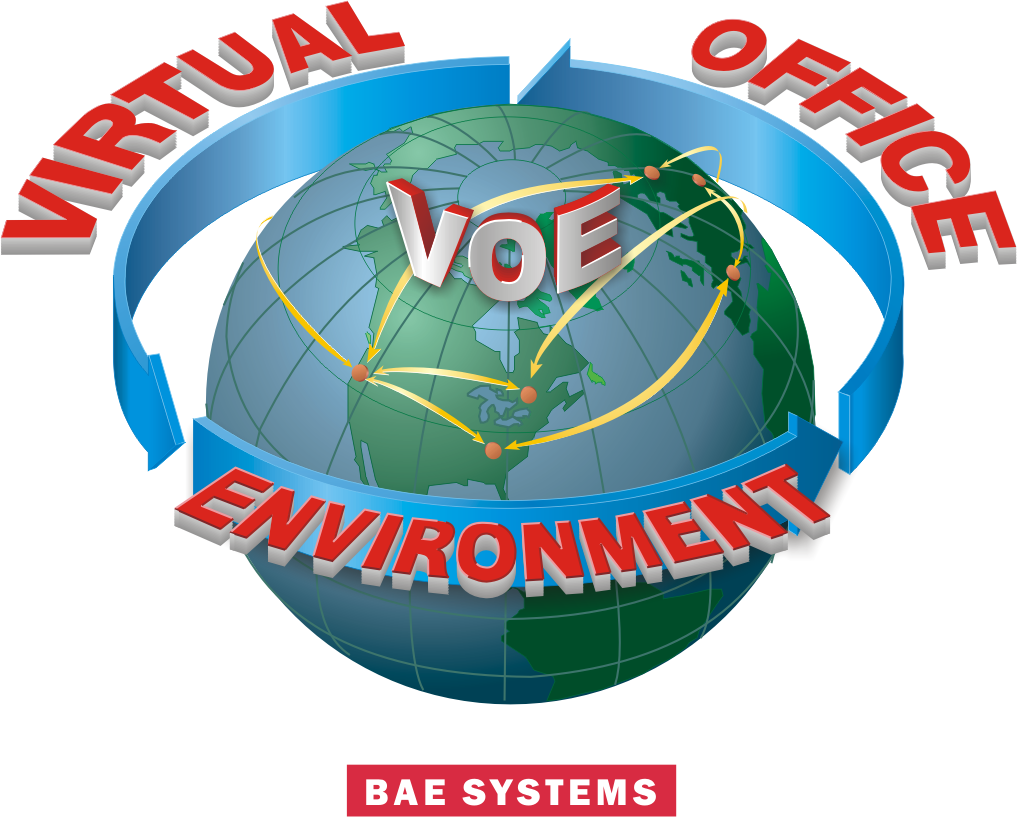 VIRTUAL
OFFICE
VOE
ENVIRONMENT
BAE SYSTEMS